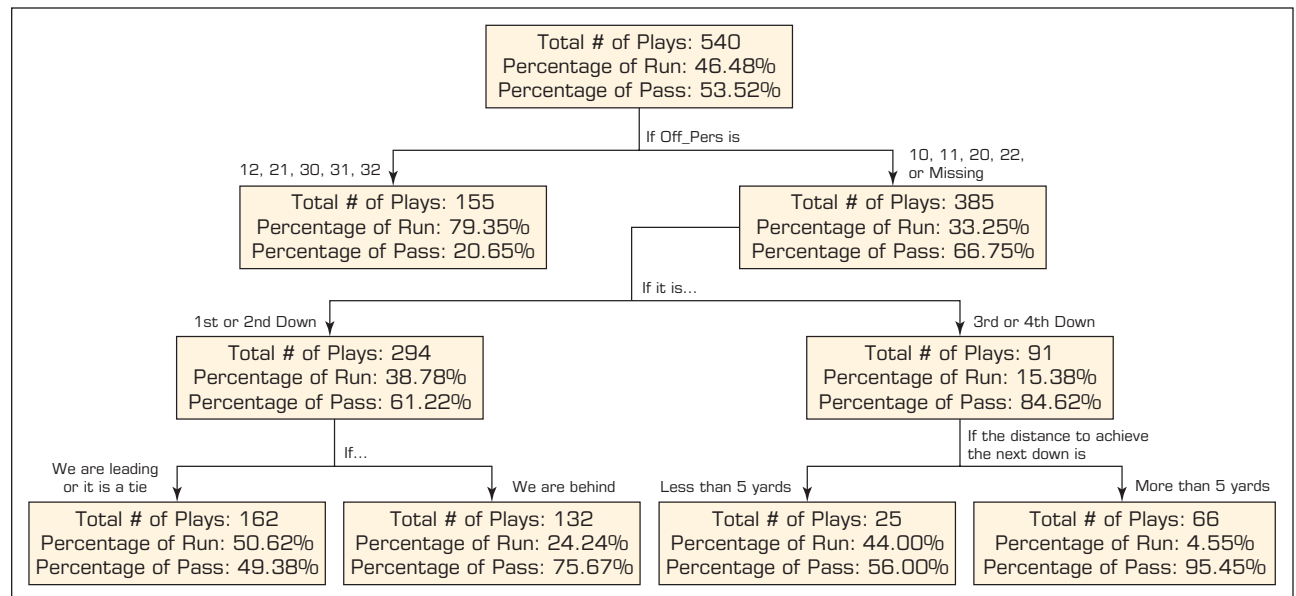 Total # of Plays: 540
Percentage of Run: 46.48%
Percentage of Pass: 53.52%
If Off_Pers is
12, 21, 30, 31, 32
10, 11, 20, 22,
or Missing
Total # of Plays: 155
Percentage of Run: 79.35%
Percentage of Pass: 20.65%
Total # of Plays: 385
Percentage of Run: 33.25%
Percentage of Pass: 66.75%
If it is...
1st or 2nd Down
3rd or 4th Down
Total # of Plays: 294
Percentage of Run: 38.78%
Percentage of Pass: 61.22%
Total # of Plays: 91
Percentage of Run: 15.38%
Percentage of Pass: 84.62%
If...
If the distance to achieve
the next down is
We are leading
or it is a tie
We are behind
Less than 5 yards
More than 5 yards
Total # of Plays: 162
Percentage of Run: 50.62%
Percentage of Pass: 49.38%
Total # of Plays: 132
Percentage of Run: 24.24%
Percentage of Pass: 75.67%
Total # of Plays: 25
Percentage of Run: 44.00%
Percentage of Pass: 56.00%
Total # of Plays: 66
Percentage of Run: 4.55%
Percentage of Pass: 95.45%